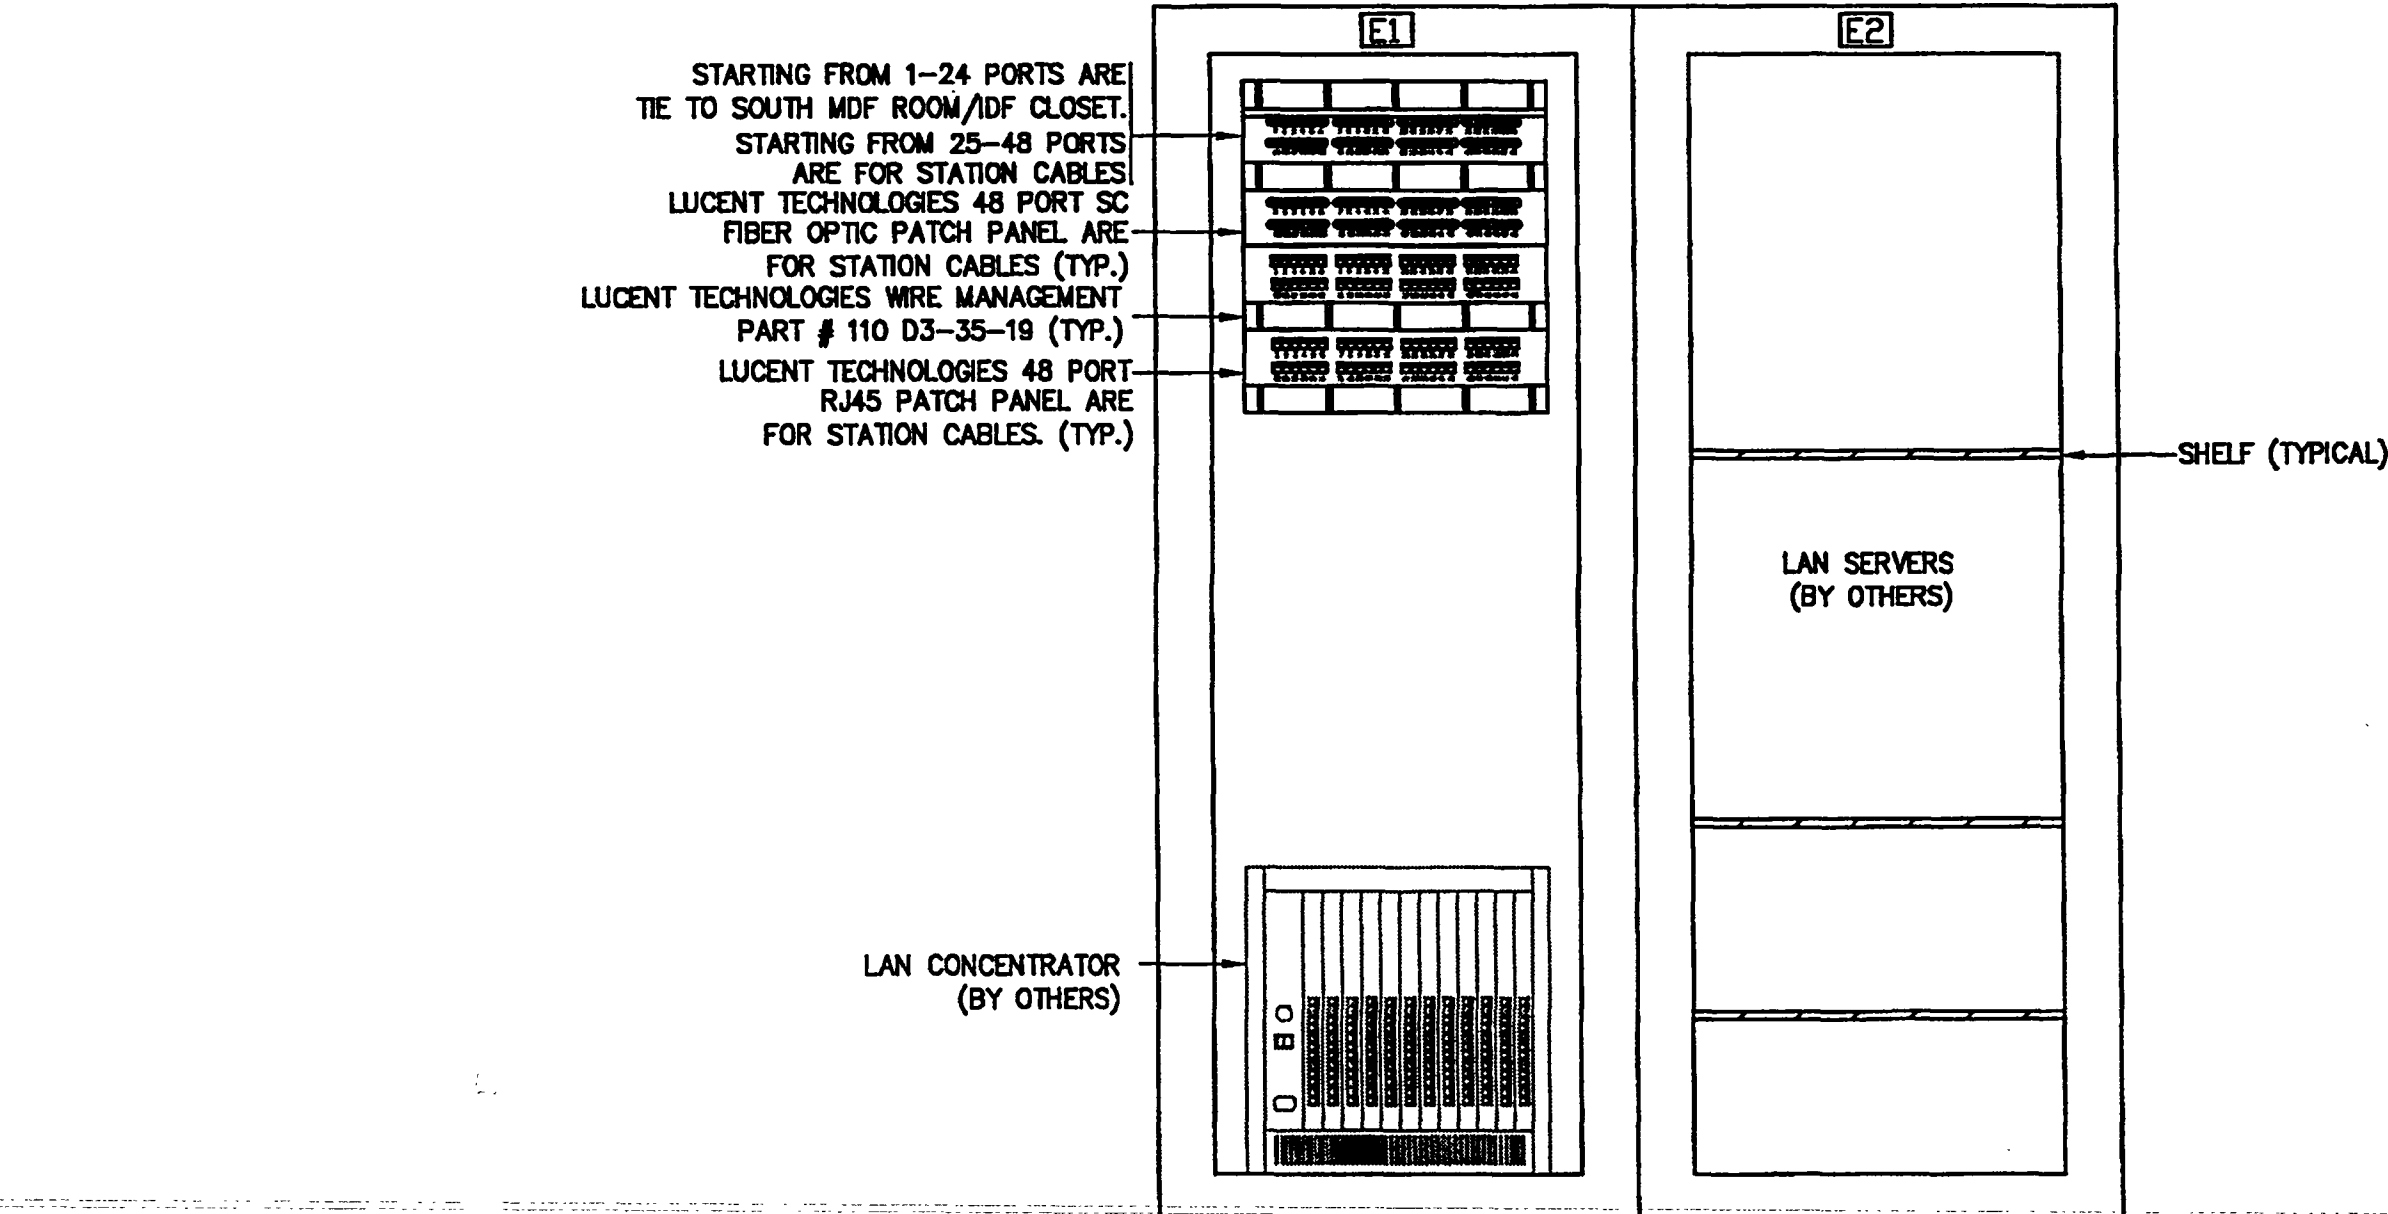 E1
E2
STARTING FROM 1-24 PORTS ARE
TIE TO SOUTH MDF ROOM/IDF CLOSET.
STARTING FROM 25-48 PORTS
ARE FOR STATION CABLES
LUCENT TECHNOLOGIES 48 PORT SC
FIBER OPTIC PATCH PANEL ARE
FOR STATION CABLES (TYP.)
LUCENT TECHNOLOGIES WIRE MANAGEMENT
PART # 110 D3-35-19 (TYP.)
LUCENT TECHNOLOGIES 48 PORT
RJ45 PATCH PANEL ARE
FOR STATION CABLES. (TYP.)
SHELF (TYPICAL)
LAN SERVERS
(BY OTHERS)
LAN CONCENTRATOR
(BY OTHERS)